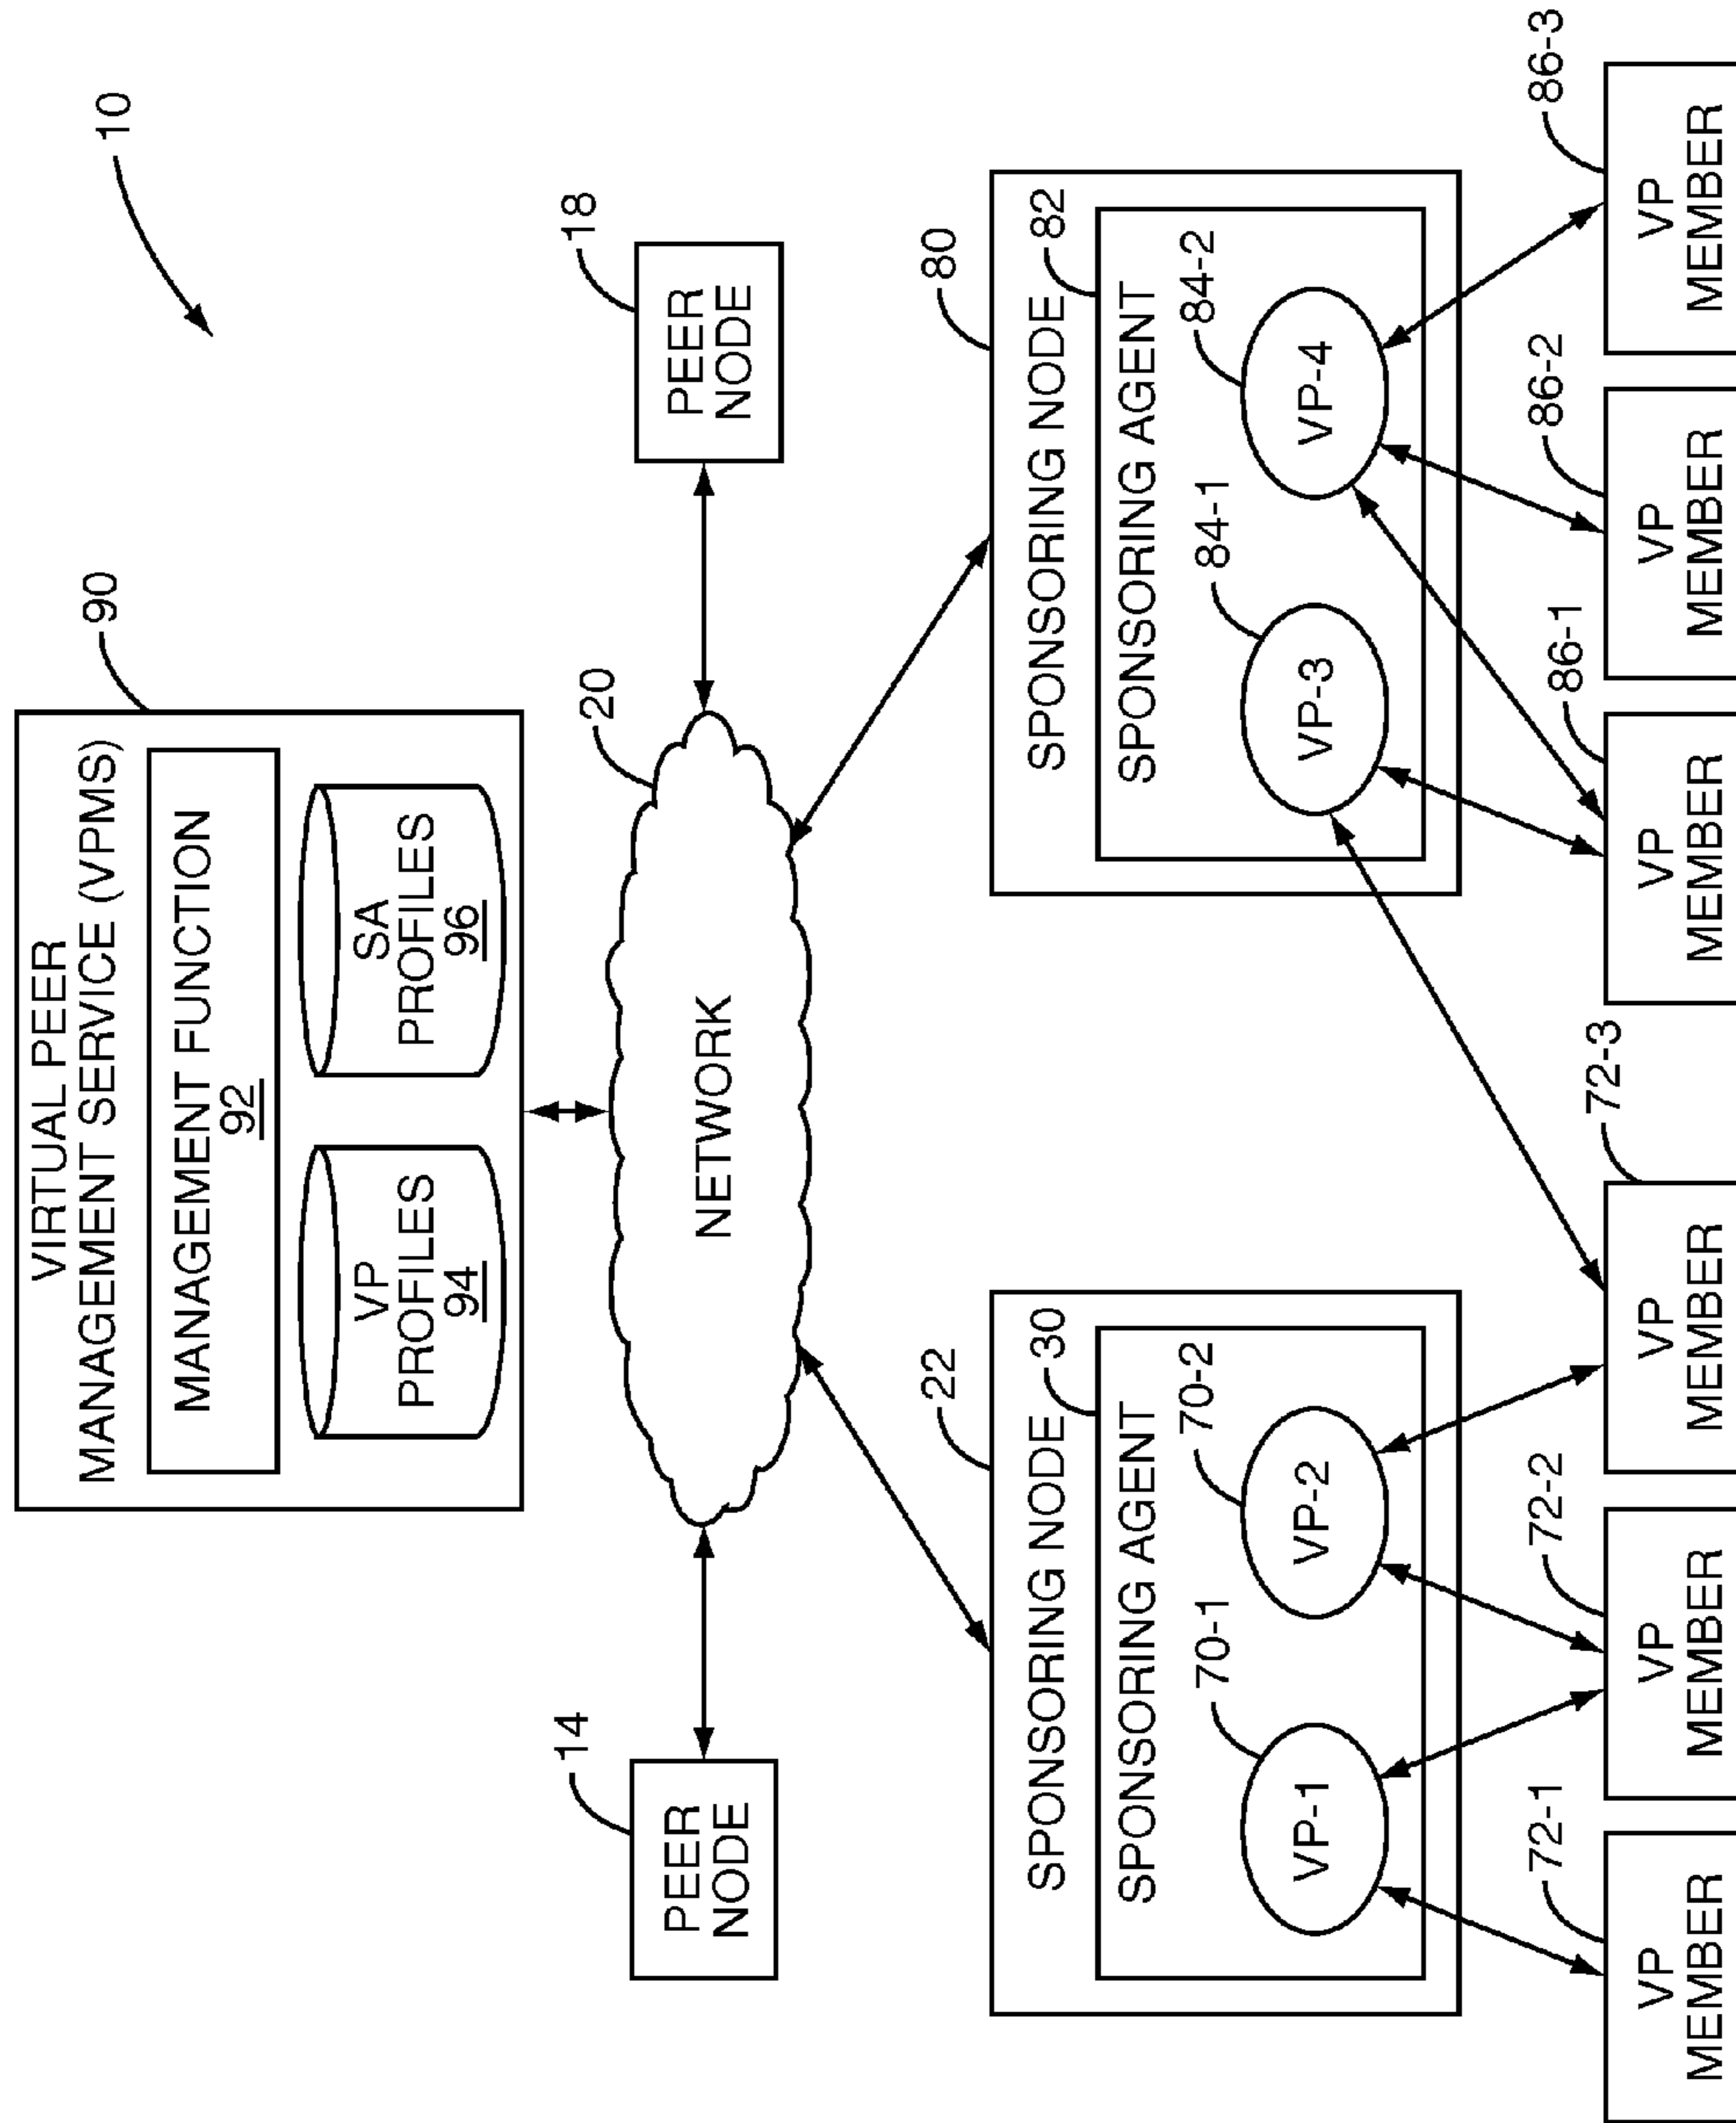 10
90
VIRTUAL PEER
MANAGEMENT SERVICE (VPMS)
MANAGEMENT FUNCTION
92
VP
PROFILES
94
SA
PROFILES
96
14
PEER
NODE
20
NETWORK
18
PEER
NODE
22
SPONSORING NODE
30
SPONSORING AGENT
70-1
VP-1
70-2
VP-2
80
SPONSORING NODE
82
SPONSORING AGENT
84-1
VP-3
84-2
VP-4
72-1
VP
MEMBER
72-2
VP
MEMBER
72-3
VP
MEMBER
86-1
VP
MEMBER
86-2
VP
MEMBER
86-3
VP
MEMBER